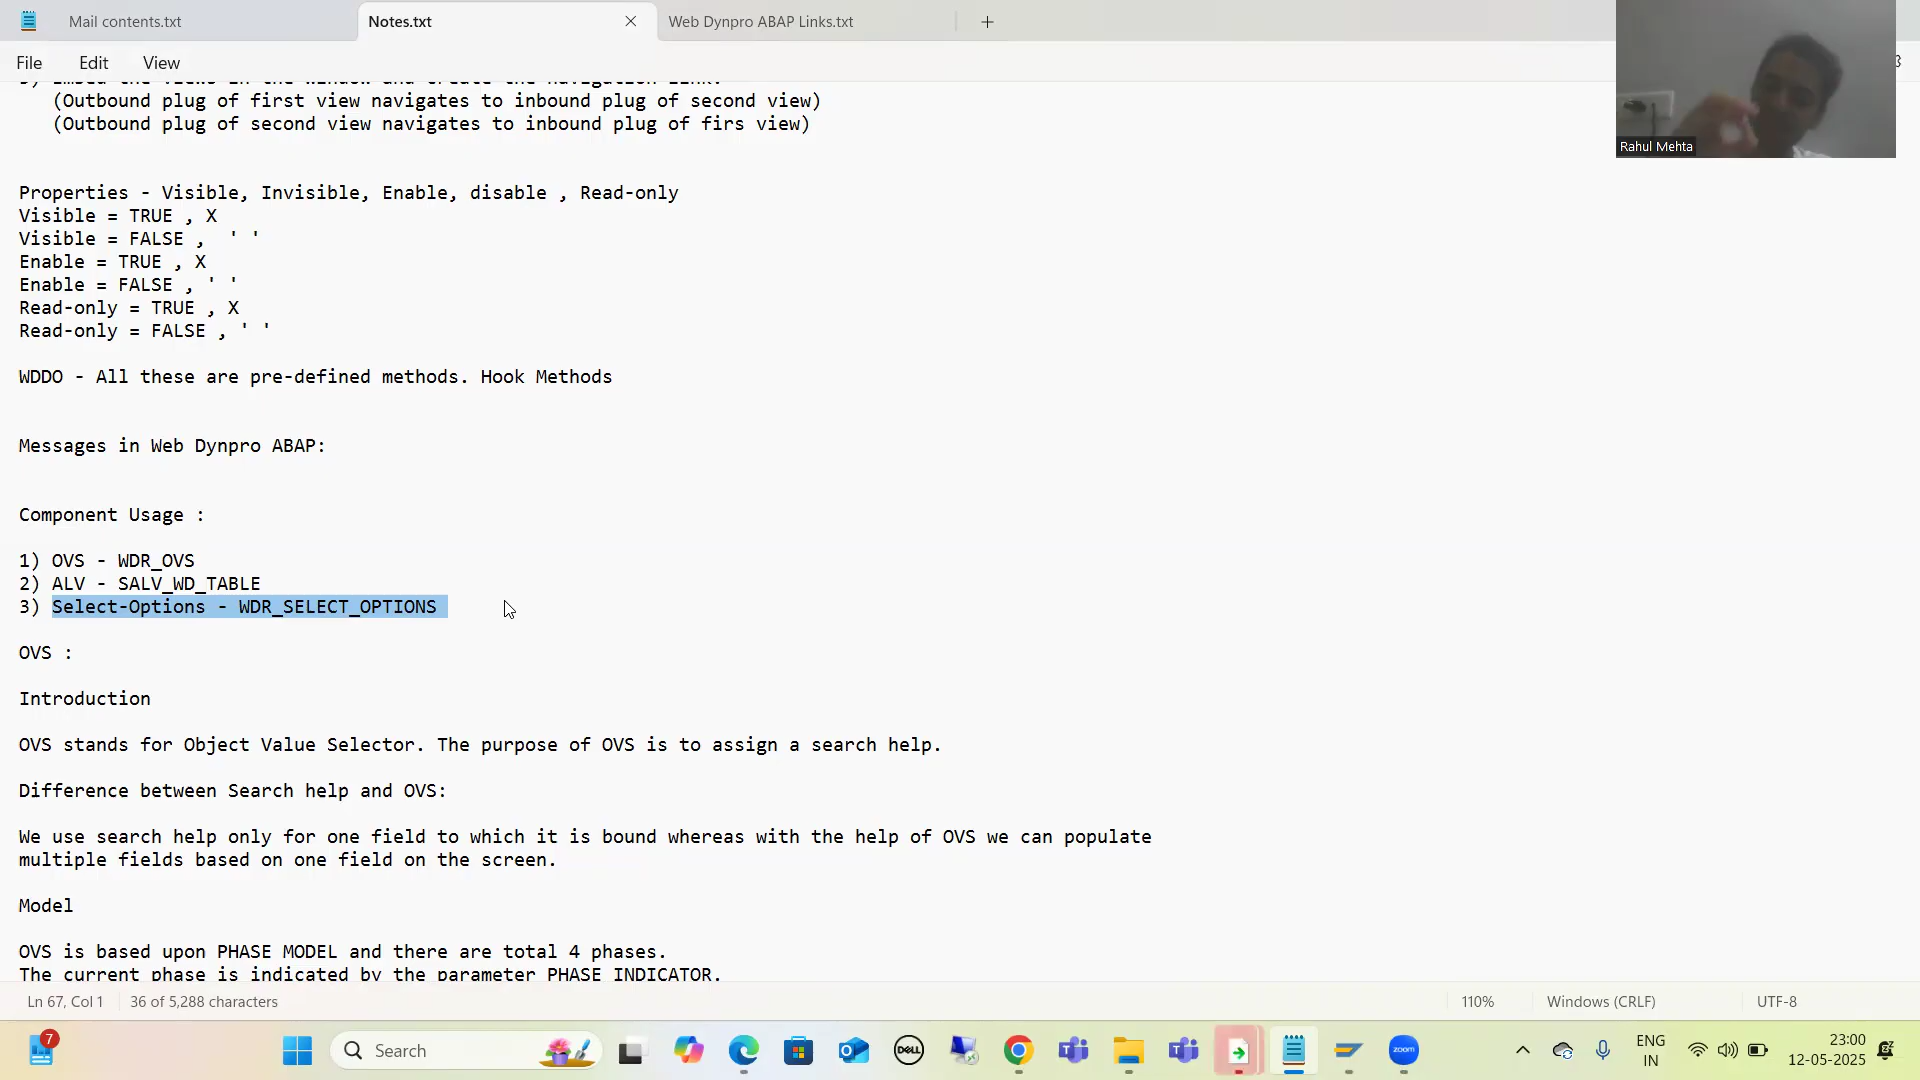 Mail contents.txt
Notes.txt
Web Dynpro ABAP Links.txt
File
Edit
View
(Outbound plug of first view navigates to inbound plug of second view)
(Outbound plug of second view navigates to inbound plug of firs view)
Properties - Visible, Invisible, Enable, disable , Read-only
Visible = TRUE , X
Visible = FALSE ,  ' '
Enable = TRUE , X
Enable = FALSE , ' '
Read-only = TRUE , X
Read-only = FALSE , ' '
WDDO - All these are pre-defined methods. Hook Methods
Messages in Web Dynpro ABAP:
Component Usage :
1) OVS - WDR_OVS
2) ALV - SALV_WD_TABLE
3) Select-Options - WDR_SELECT_OPTIONS
OVS :
Introduction
OVS stands for Object Value Selector. The purpose of OVS is to assign a search help.
Difference between Search help and OVS:
We use search help only for one field to which it is bound whereas with the help of OVS we can populate
multiple fields based on one field on the screen.
Model
OVS is based upon PHASE MODEL and there are total 4 phases.
The current phase is indicated by the parameter PHASE INDICATOR.
Rahul Mehta
Ln 67, Col 1
36 of 5,288 characters
110%
Windows (CRLF)
UTF-8
7
Search
DELL
zoom
ENG
IN
23:00
12-05-2025